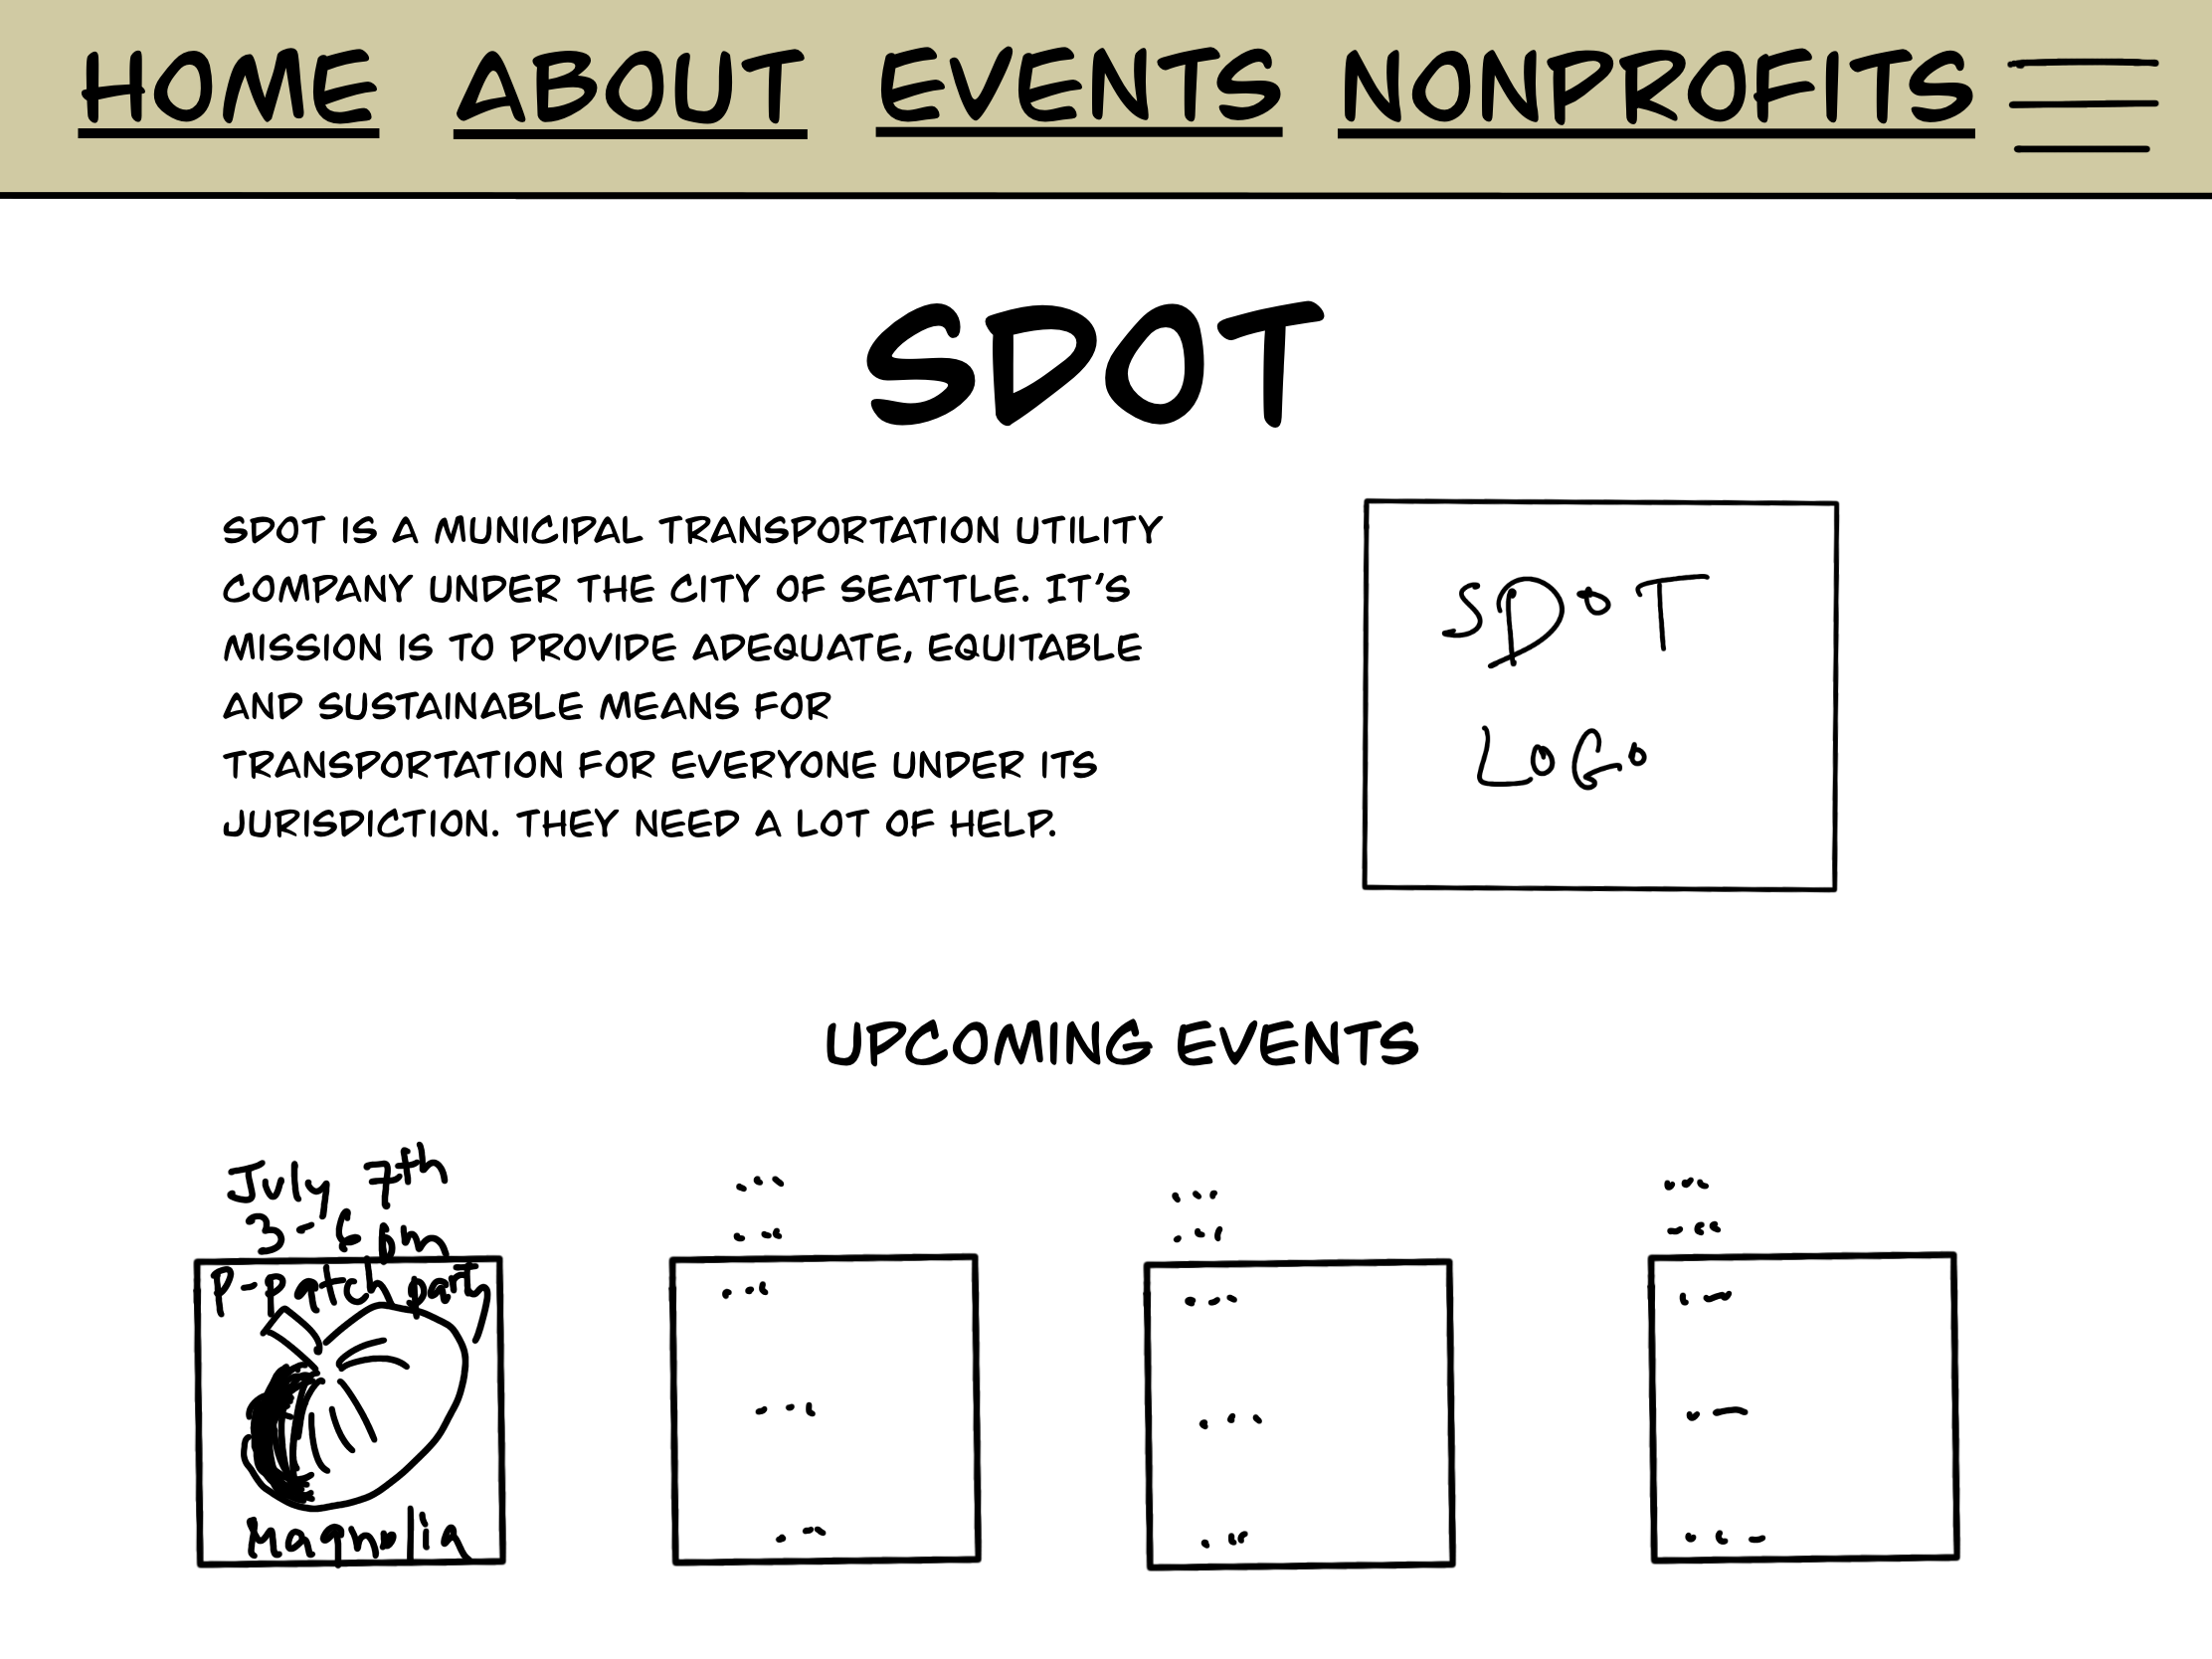 HOME ABOUT EVENTS NONPROFITS
SDOT
SDOT IS A MUNICIPAL TRANSPORTATION UTILITY
COMPANY UNDER THE CITY OF SEATTLE. IT'S
MISSION IS TO PROVIDE ADEQUATE, EQUITABLE
AND SUSTAINABLE MEANS FOR
TRANSPORTATION FOR EVERYONE UNDER ITS
JURISDICTION. THEY NEED A LOT OF HELP.
SDOT
LOGO
UPCOMING EVENTS
July 7th
3-6 pm
P-patch party
Magnolia